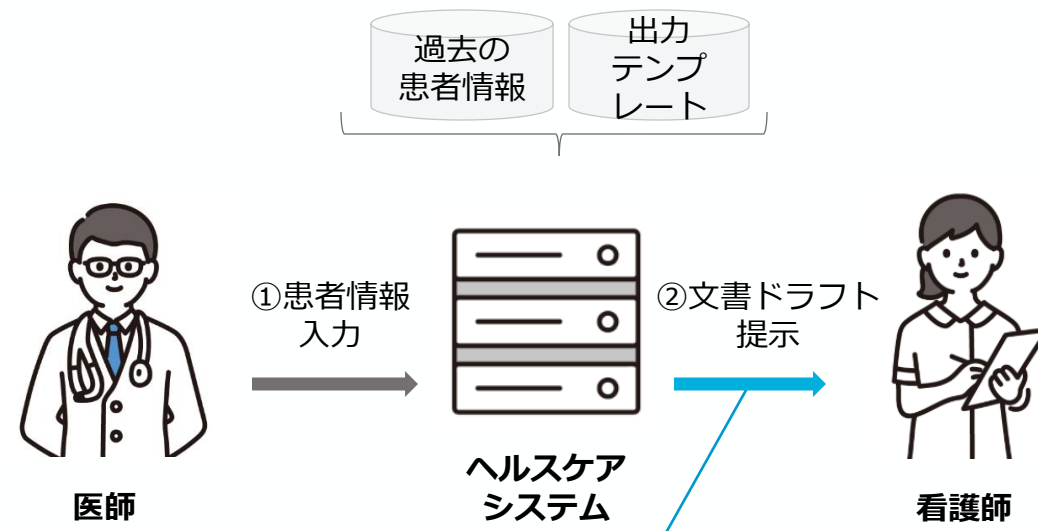 過去の
患者情報
出力
テンプ
レート
①患者情報
入力
②文書ドラフト
提示
医師
ヘルスケア
システム
看護師